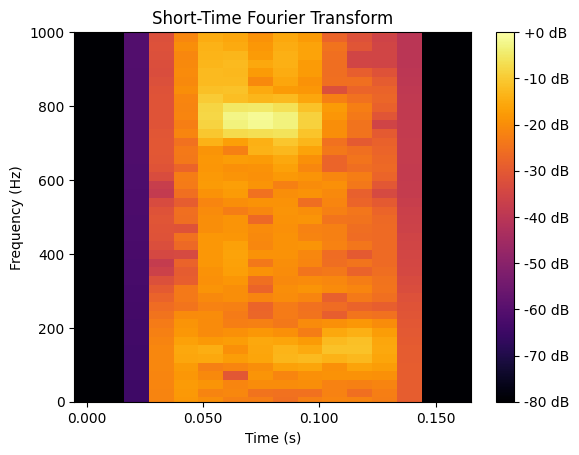 Short-Time Fourier Transform
1000
800
600
400
200
0
Frequency (Hz)
0.000
0.050
0.100
0.150
Time (s)
+0 dB
-10 dB
-20 dB
-30 dB
-40 dB
-50 dB
-60 dB
-70 dB
-80 dB